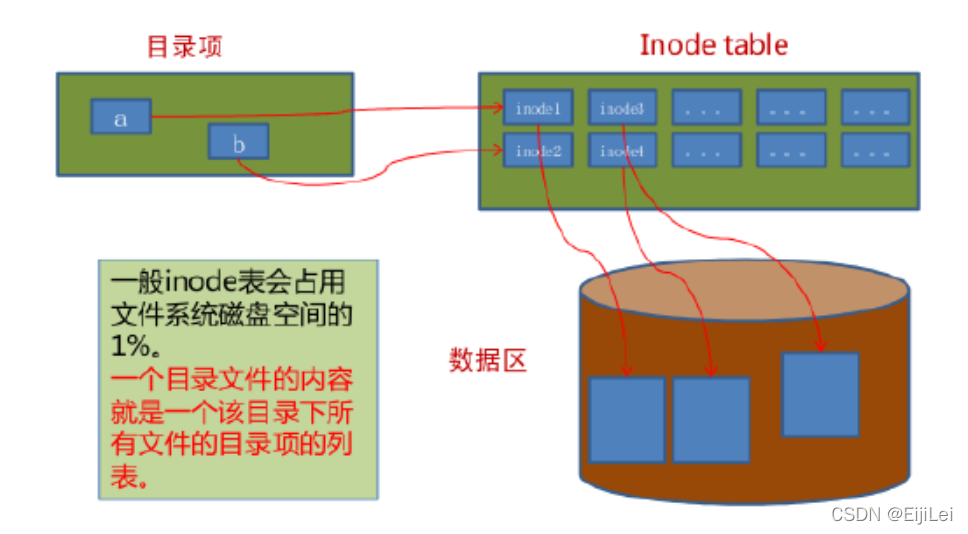 目录项
Inode table
a
b
inode1
inode3
...
...
...
inode2
inode4
...
...
...
一般inode表会占用
文件系统磁盘空间的
1%。
一个目录文件的内容
就是一个该目录下所
有文件的目录项的列
表。
数据区
CSDN @EijiLei